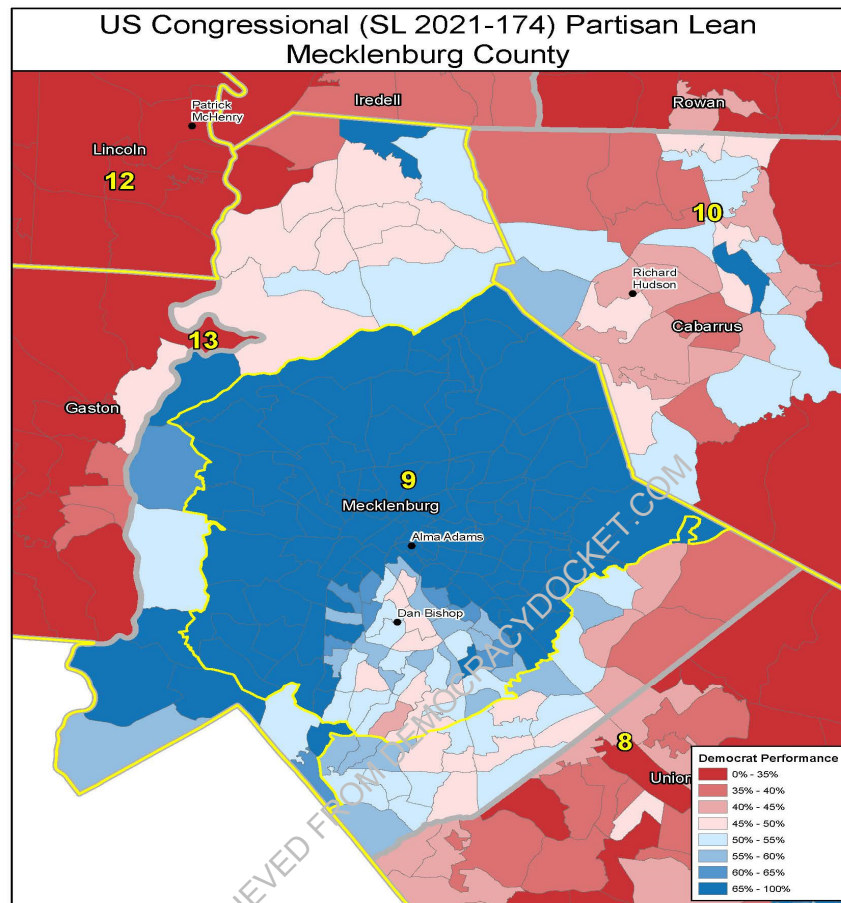 US Congressional (SL 2021-174) Partisan Lean
Mecklenburg County
Patrick
McHenry
Iredell
Rowan
Lincoln
12
10
Richard
Hudson
13
Cabarrus
Gaston
9
Mecklenburg
Alma Adams
Dan Bishop
8
Union
Democrat Performance
0% - 35%
35% - 40%
40% - 45%
45% - 50%
50% - 55%
55% - 60%
60% - 65%
65% - 100%
IEVED FROM DEMOCRACYDOCKET.COM